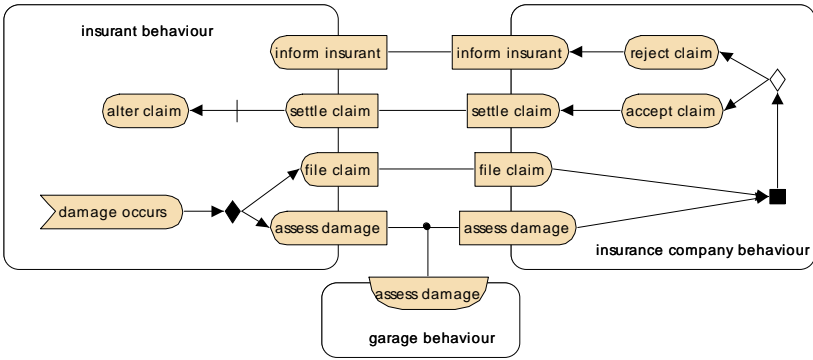 insurant behaviour
inform insurant
inform insurant
reject claim
alter claim
settle claim
settle claim
accept claim
file claim
file claim
damage occurs
assess damage
assess damage
insurance company behaviour
assess damage
garage behaviour